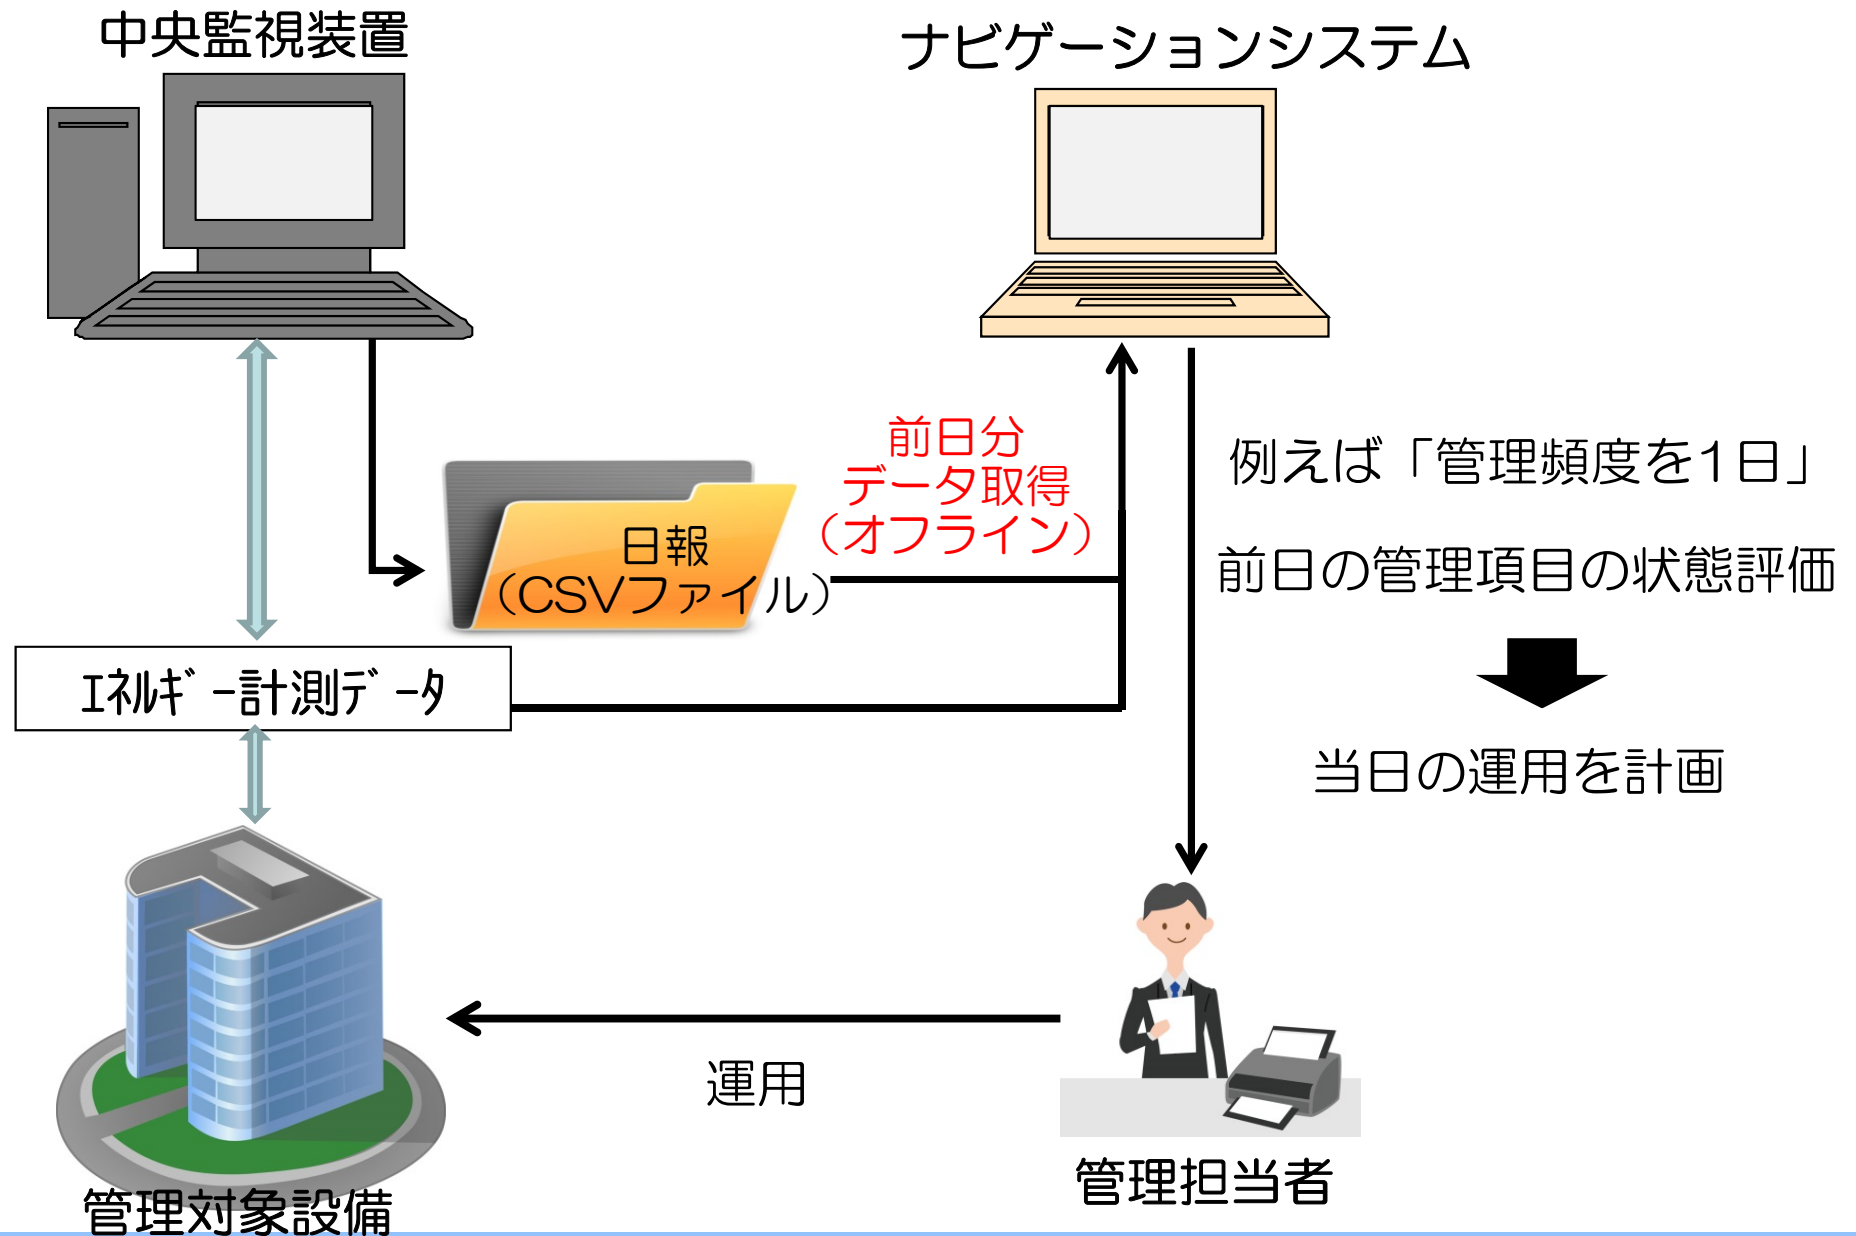 中央監視装置
ナビゲーションシステム
前日分
データ取得
（オフライン）
日報
（CSVファイル）
例えば「管理頻度を1日」
前日の管理項目の状態評価
ｴﾈﾙｷﾞｰ計測ﾃﾞｰﾀ
当日の運用を計画
運用
管理担当者
管理対象設備